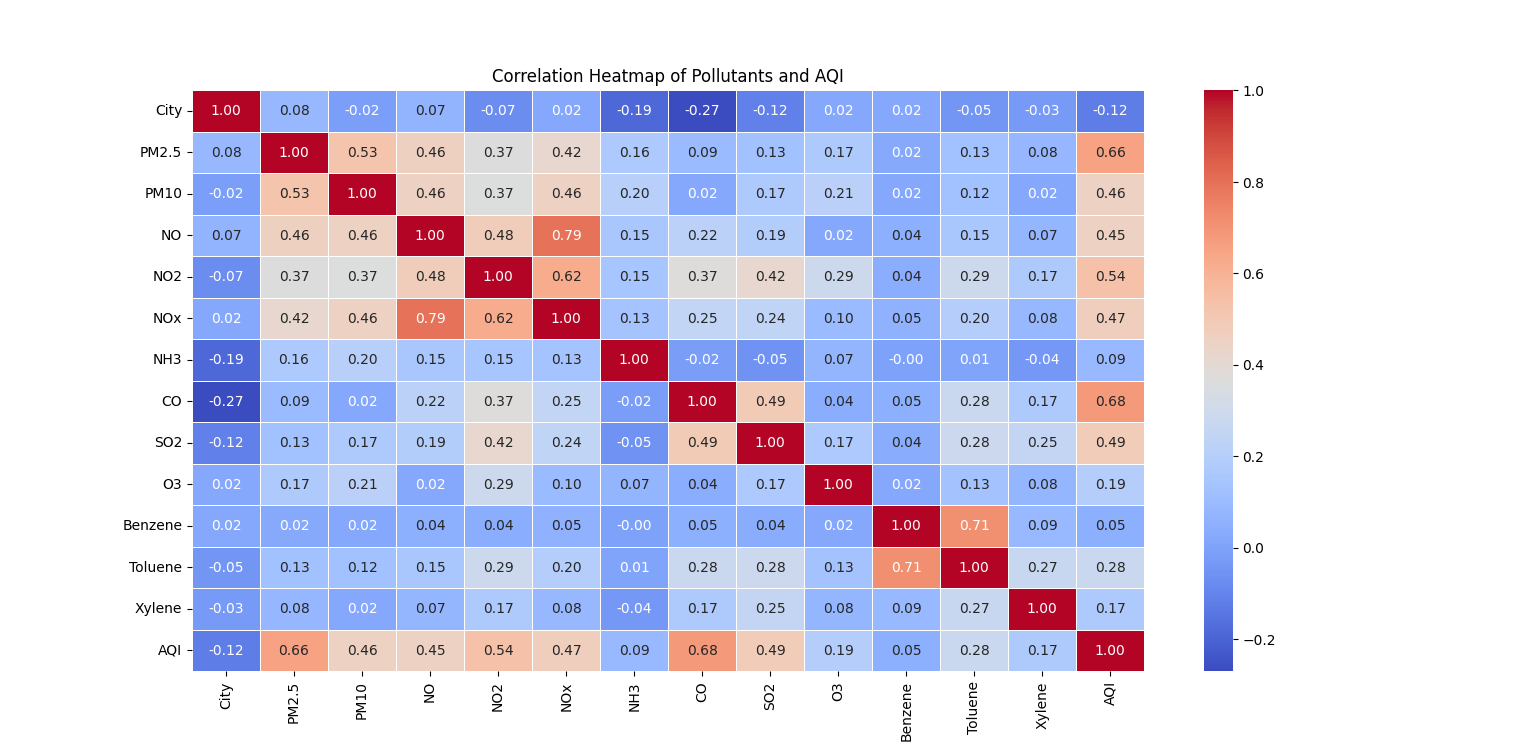 Correlation Heatmap of Pollutants and AQI
City 1.00 0.08 -0.02 0.07 -0.07 0.02 -0.19 -0.27 -0.12 0.02 0.02 -0.05 -0.03 -0.12
PM2.5 0.08 1.00 0.53 0.46 0.37 0.42 0.16 0.09 0.13 0.17 0.02 0.13 0.08 0.66
PM10 -0.02 0.53 1.00 0.46 0.37 0.46 0.20 0.02 0.17 0.21 0.02 0.12 0.02 0.46
NO 0.07 0.46 0.46 1.00 0.48 0.79 0.15 0.22 0.19 0.02 0.04 0.15 0.07 0.45
NO2 -0.07 0.37 0.37 0.48 1.00 0.62 0.15 0.37 0.42 0.29 0.04 0.29 0.17 0.54
NOx 0.02 0.42 0.46 0.79 0.62 1.00 0.13 0.25 0.24 0.10 0.05 0.20 0.08 0.47
NH3 -0.19 0.16 0.20 0.15 0.15 0.13 1.00 -0.02 -0.05 0.07 -0.00 0.01 -0.04 0.09
CO -0.27 0.09 0.02 0.22 0.37 0.25 -0.02 1.00 0.49 0.04 0.05 0.28 0.17 0.68
SO2 -0.12 0.13 0.17 0.19 0.42 0.24 -0.05 0.49 1.00 0.17 0.04 0.28 0.25 0.49
O3 0.02 0.17 0.21 0.02 0.29 0.10 0.07 0.04 0.17 1.00 0.02 0.13 0.08 0.19
Benzene 0.02 0.02 0.02 0.04 0.04 0.05 -0.00 0.05 0.04 0.02 1.00 0.71 0.09 0.05
Toluene -0.05 0.13 0.12 0.15 0.29 0.20 0.01 0.28 0.28 0.13 0.71 1.00 0.27 0.28
Xylene -0.03 0.08 0.02 0.07 0.17 0.08 -0.04 0.17 0.25 0.08 0.09 0.27 1.00 0.17
AQI -0.12 0.66 0.46 0.45 0.54 0.47 0.09 0.68 0.49 0.19 0.05 0.28 0.17 1.00
City PM2.5 PM10 NO NO2 NOx NH3 CO SO2 O3 Benzene Toluene Xylene AQI
1.0
0.8
0.6
0.4
0.2
0.0
−0.2